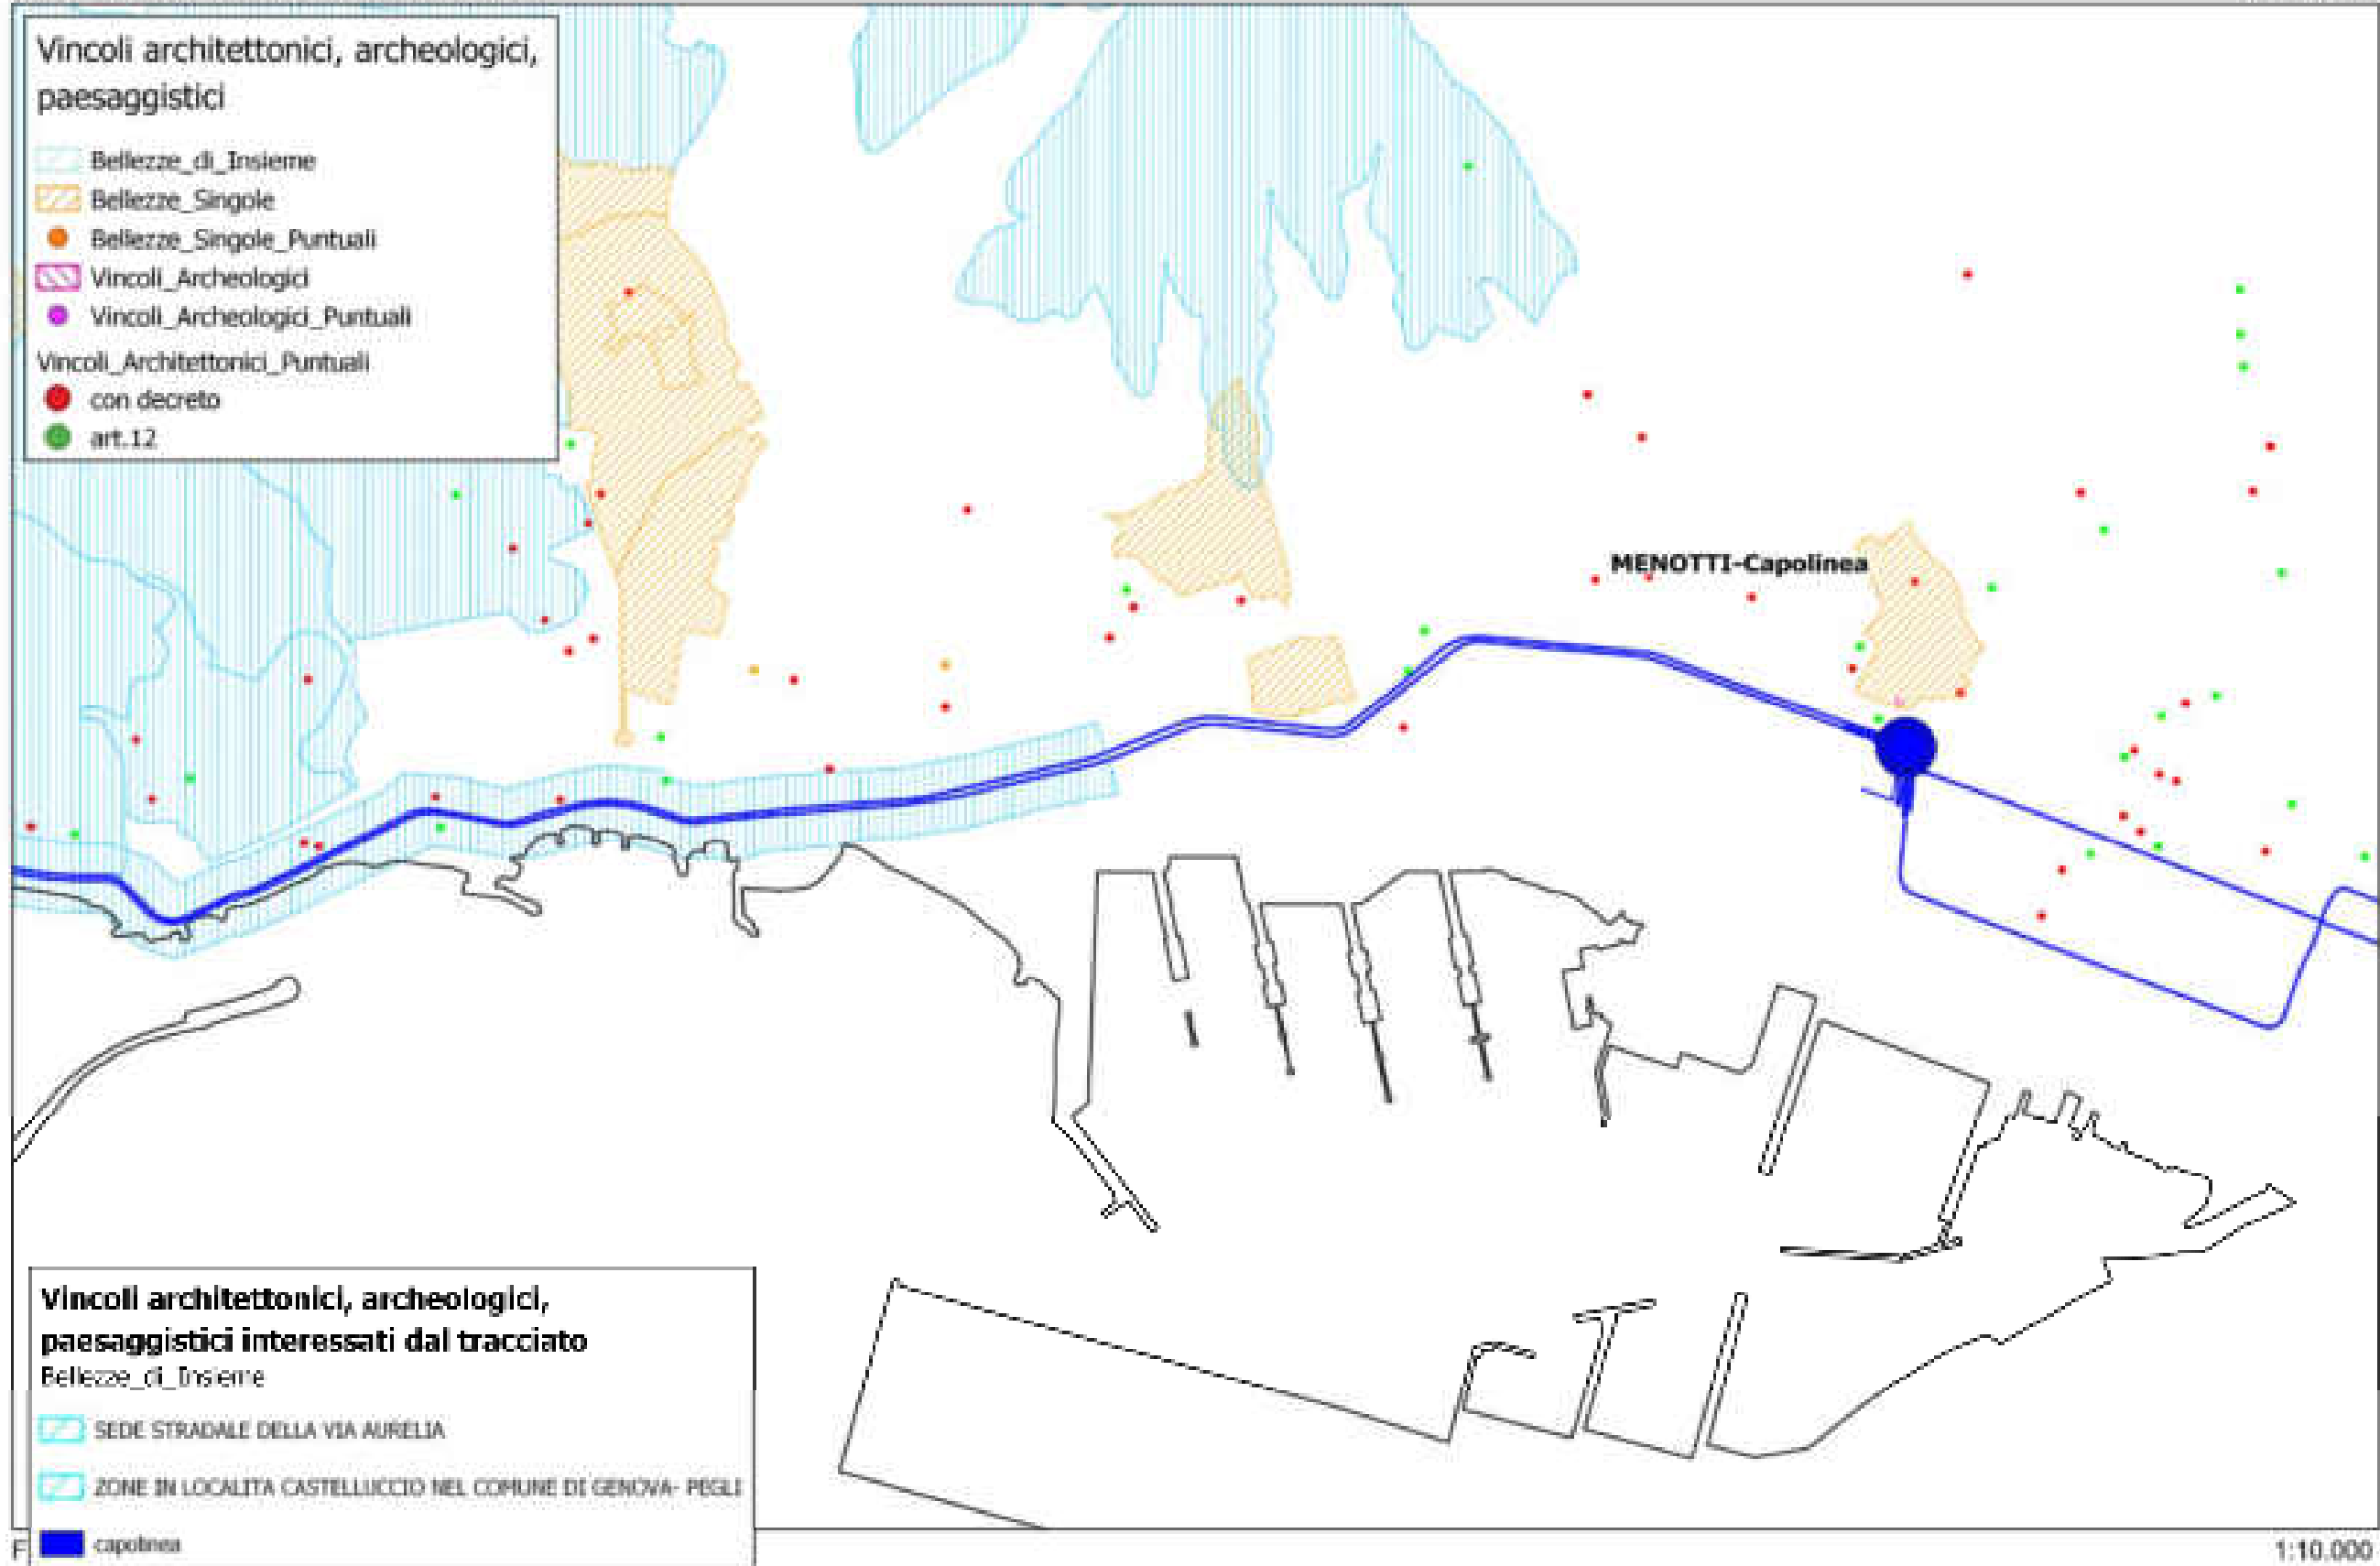 Vincoli architettonici, archeologici,
paesaggistici
Bellezze_di_Insieme
Bellezze_Singole
Bellezze_Singole_Puntuali
Vincoli_Archeologici
Vincoli_Archeologici_Puntuali
Vincoli_Architettonici_Puntuali
con decreto
art.12
MENOTTI-Capolinea
Vincoli architettonici, archeologici,
paesaggistici interessati dal tracciato
Bellezze_di_Insieme
SEDE STRADALE DELLA VIA AURELIA
ZONE IN LOCALITA CASTELLUCCIO NEL COMUNE DI GENOVA- PEGLI
capolinea
F
1:10.000